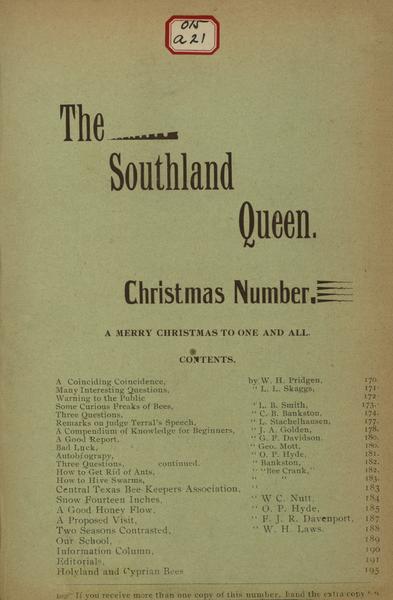 ON
a 21
The
Southland
Queen.
Christmas Number.
A MERRY CHRISTMAS TO ONE AND ALL.
CONTENTS.
A Coinciding Coincidence, by W. H. Pridgen, 170
Many Interesting Questions, " L. L. Skaggs, 171
Warning to the Public 172
Some Curious Freaks of Bees, " L. B. Smith, 173.
Three Questions, " C. B. Bankston, 174.
Remarks on judge Terral's Speech, " L. Stachelhausen, 177.
A Compendium of Knowledge for Beginners, " J. A. Golden, 178.
A Good Report, " G. F. Davidson. 180.
Bad Luck, " Geo. Mott, 180.
Autobfograpy, " O. P. Hyde, 181.
Three Questions, continued. " Bankston, 182.
How to Get Rid of Ants, " "Bee Crank," 182.
How to Hive Swarms, " " 183.
Central Texas Bee-Keepers Association, " 183
Snow Fourteen Inches, " W C. Nutt, 184
A Good Honey Flow, " O. P. Hyde, 185
A Proposed Visit, " F. J. R. Davenport, 187
Two Seasons Contrasted, " W. H. Laws. 188
Our School, 189
Information Column, 190
Editorials, 191
Holyland and Cyprian Bees 195
If you receive more than one copy of this number, hand the extra copy